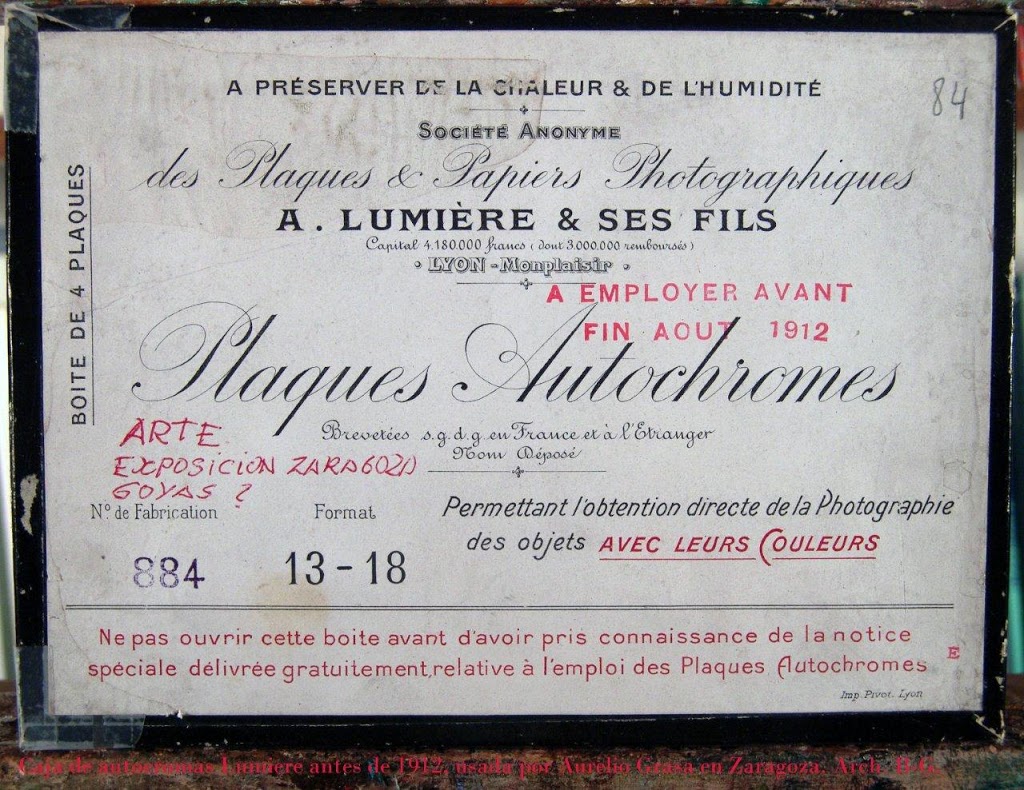 A PRÉSERVER DE LA CHALEUR & DE L'HUMIDITÉ
84
SOCIÉTÉ ANONYME
des Plaques & Papiers Photographiques
A. LUMIÈRE & SES FILS
Capital 4.180.000 francs (dont 3.000.000 remboursés)
LYON - Monplaisir
BOITE DE 4 PLAQUES
A EMPLOYER AVANT
FIN AOUT 1912
Plaques Autochromes
Brevetées s.g.d.g. en France et à l'Etranger
Nom Déposé
ARTE
EXPOSICION ZARAGOZA
GOYAS ?
Nº de Fabrication
Format
884
13-18
Permettant l'obtention directe de la Photographie
des objets AVEC LEURS COULEURS
Ne pas ouvrir cette boite avant d'avoir pris connaissance de la notice
spéciale délivrée gratuitement, relative à l'emploi des Plaques Autochromes
E
Imp. Pivot. Lyon
Caja de autocromas Lumiere antes de 1912, usada por Aurelio Grasa en Zaragoza. Arch.